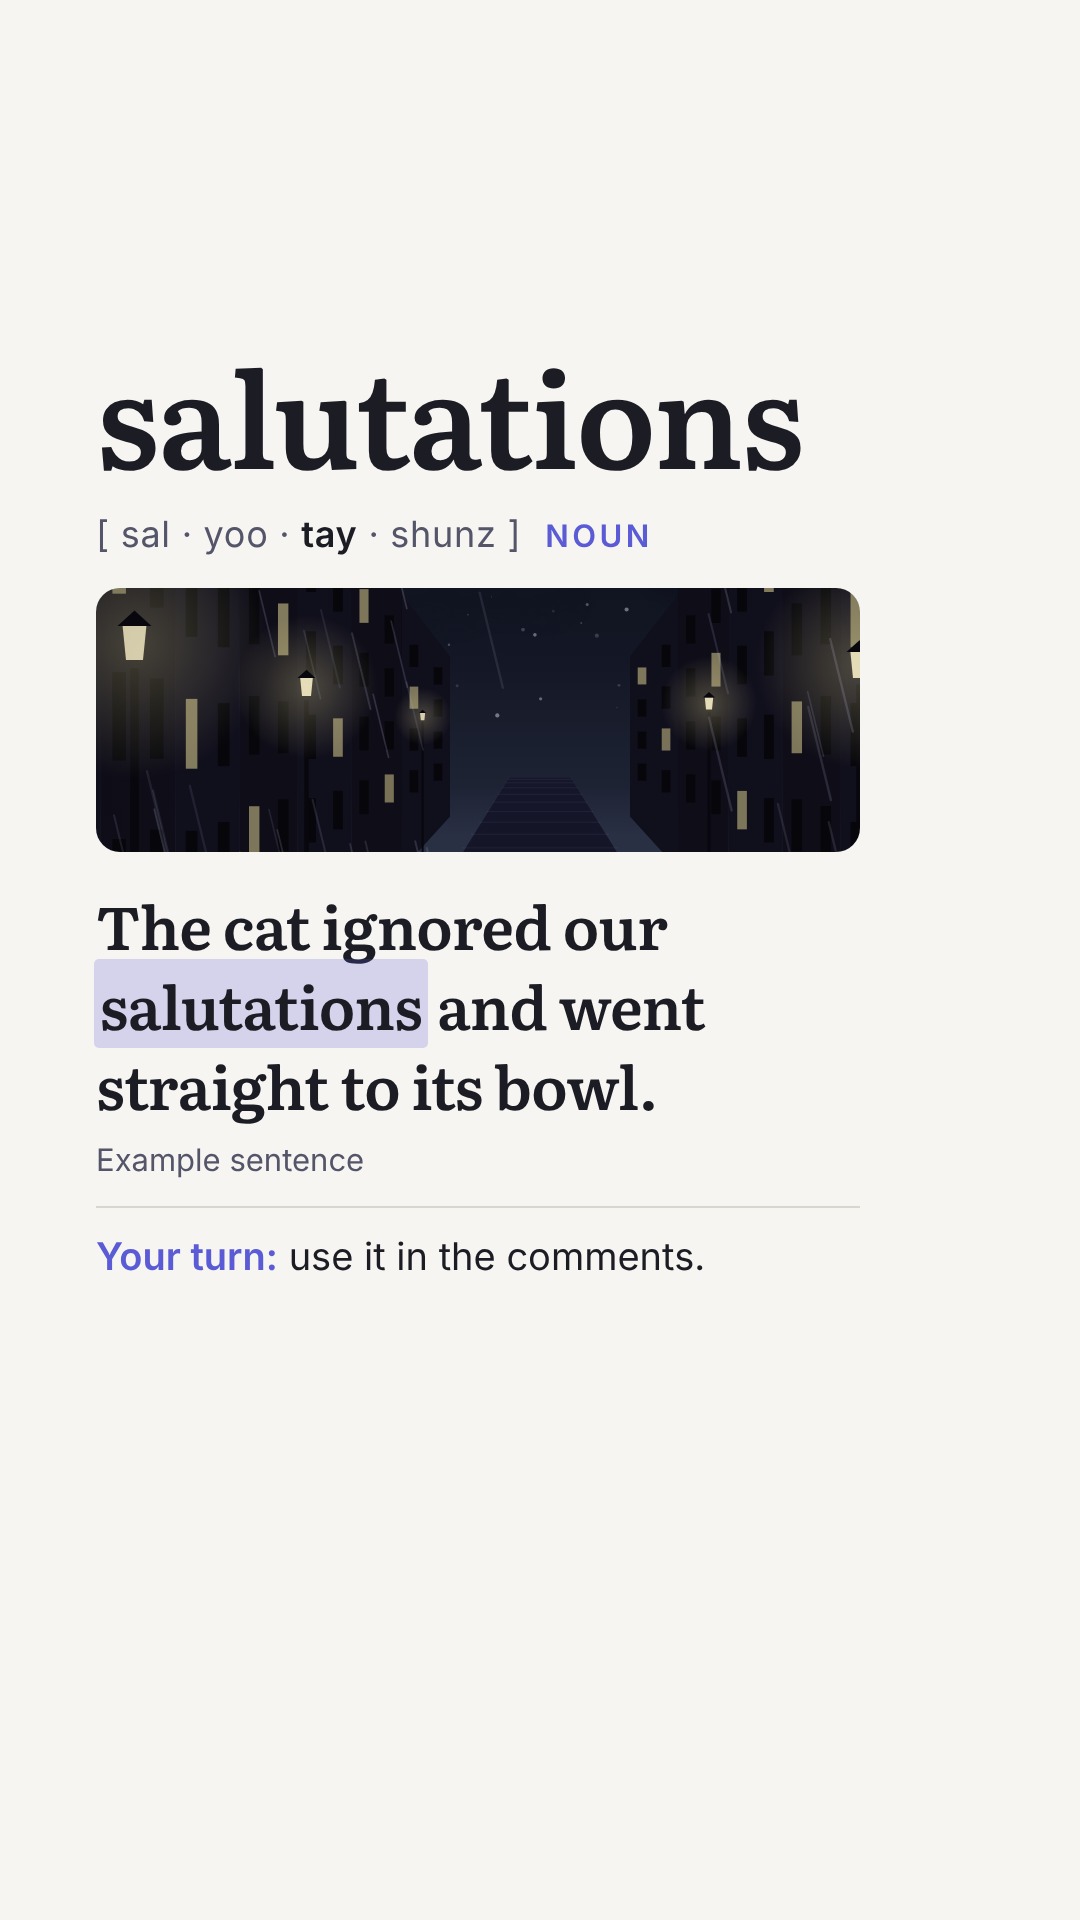 salutations
[ sal · yoo · tay · shunz ] NOUN
The cat ignored our
salutations and went
straight to its bowl.
Example sentence
Your turn: use it in the comments.